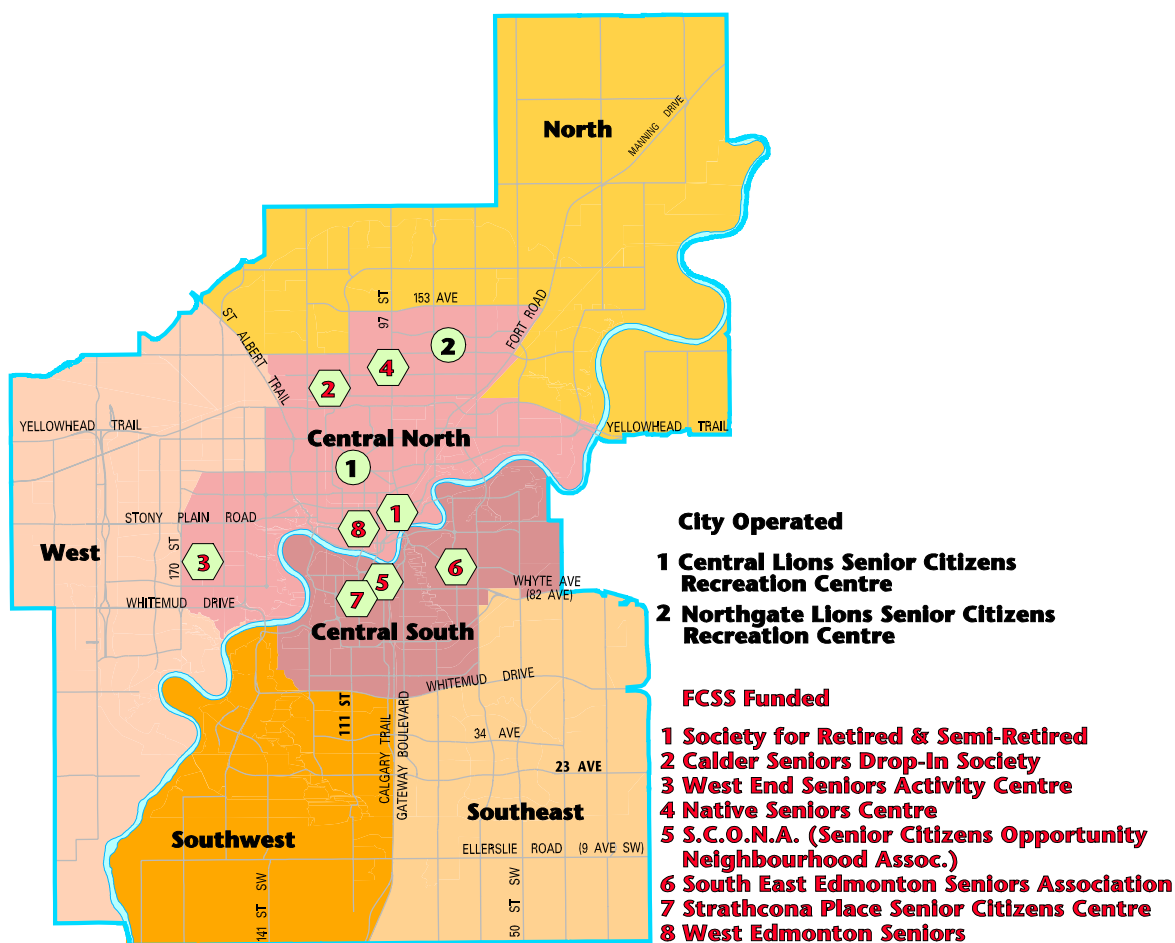 North
MANNING DRIVE
97 ST
153 AVE
FORT ROAD
ST ALBERT TRAIL
2
4
2
YELLOWHEAD TRAIL
YELLOWHEAD TRAIL
Central North
1
STONY PLAIN ROAD
1
8
West
170 ST
3
6
5
7
WHYTE AVE
(82 AVE)
WHITEMUD DRIVE
Central South
WHITEMUD DRIVE
111 ST
CALGARY TRAIL
GATEWAY BOULEVARD
34 AVE
23 AVE
Southeast
Southwest
ELLERSLIE ROAD (9 AVE SW)
141 ST SW
50 ST SW
City Operated
1 Central Lions Senior Citizens
Recreation Centre
2 Northgate Lions Senior Citizens
Recreation Centre
FCSS Funded
1 Society for Retired & Semi-Retired
2 Calder Seniors Drop-In Society
3 West End Seniors Activity Centre
4 Native Seniors Centre
5 S.C.O.N.A. (Senior Citizens Opportunity
Neighbourhood Assoc.)
6 South East Edmonton Seniors Association
7 Strathcona Place Senior Citizens Centre
8 West Edmonton Seniors